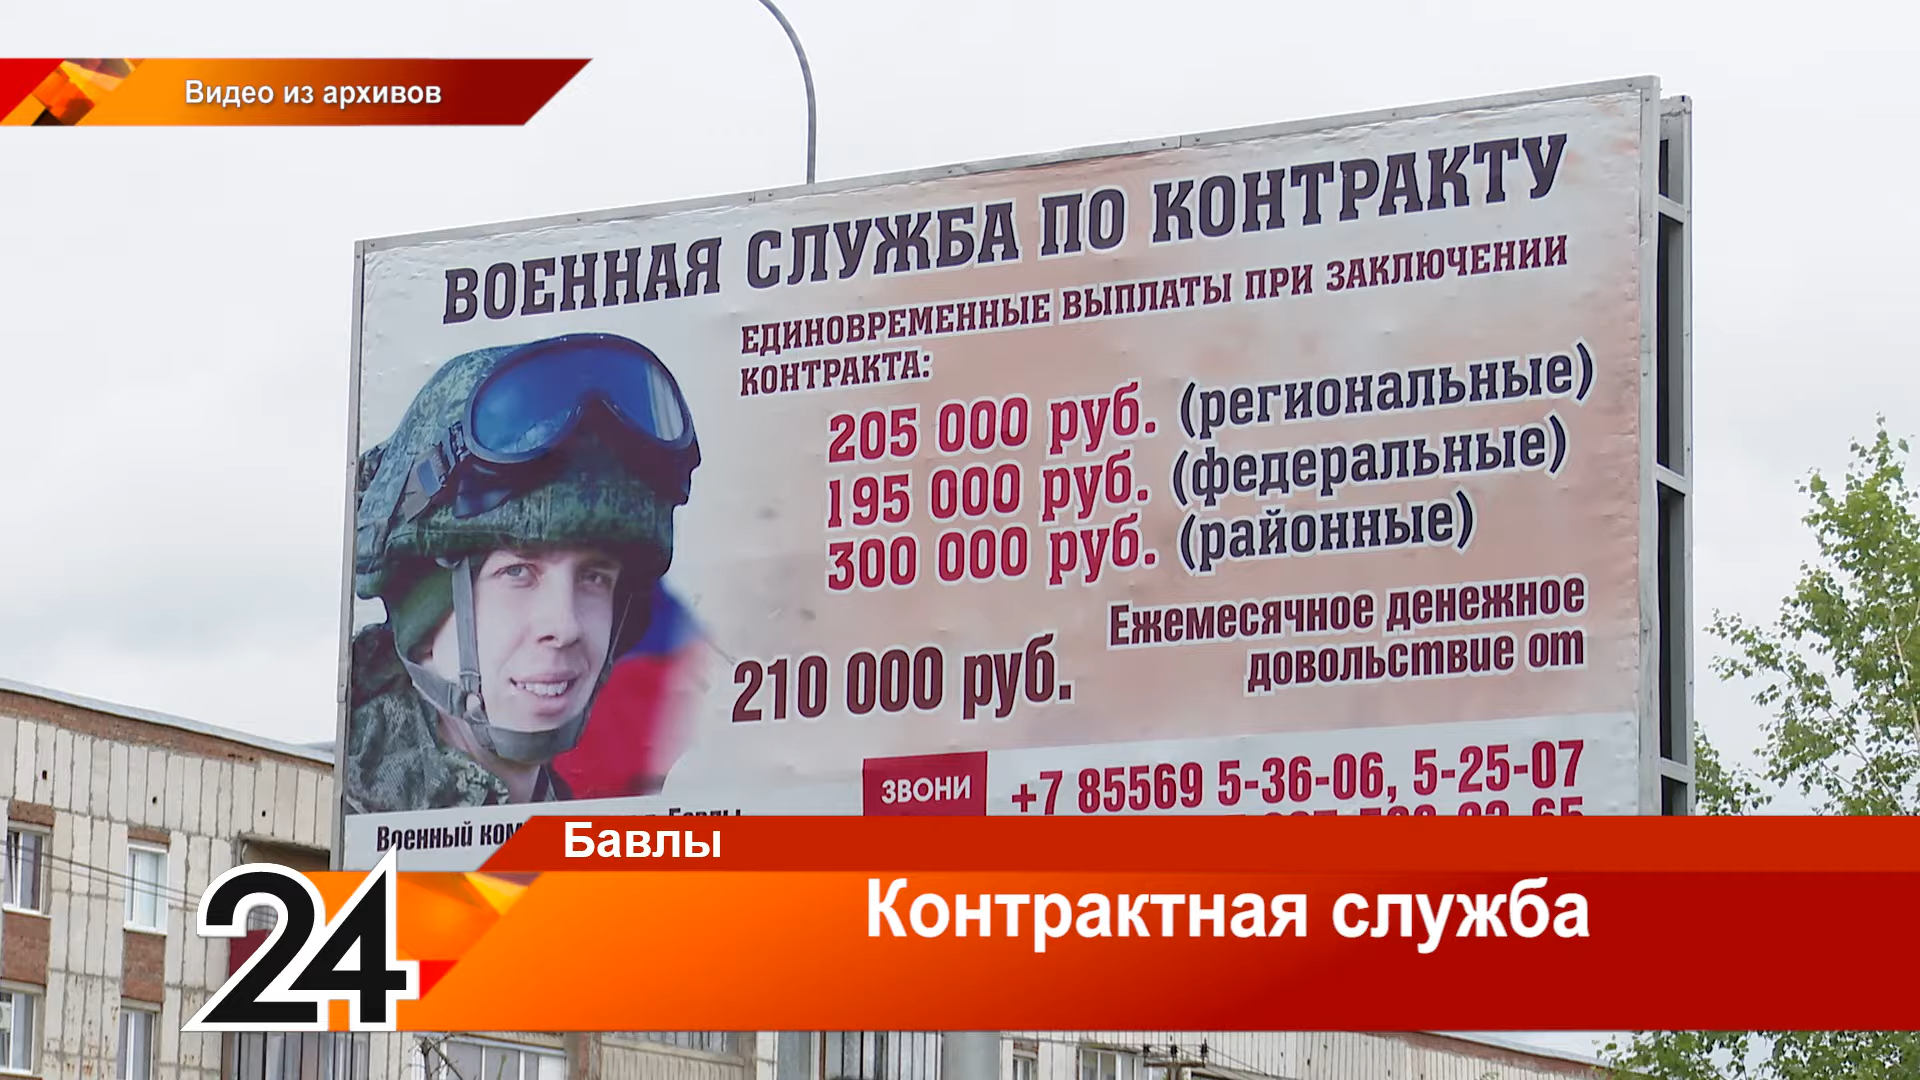 Видео из архивов
ВОЕННАЯ СЛУЖБА ПО КОНТРАКТУ
ЕДИНОВРЕМЕННЫЕ ВЫПЛАТЫ ПРИ ЗАКЛЮЧЕНИИ
КОНТРАКТА:
205 000 руб. (региональные)
195 000 руб. (федеральные)
300 000 руб. (районные)
Ежемесячное денежное
довольствие от
210 000 руб.
ЗВОНИ
+7 85569 5-36-06, 5-25-07
Военный
Бавлы
24
Контрактная служба